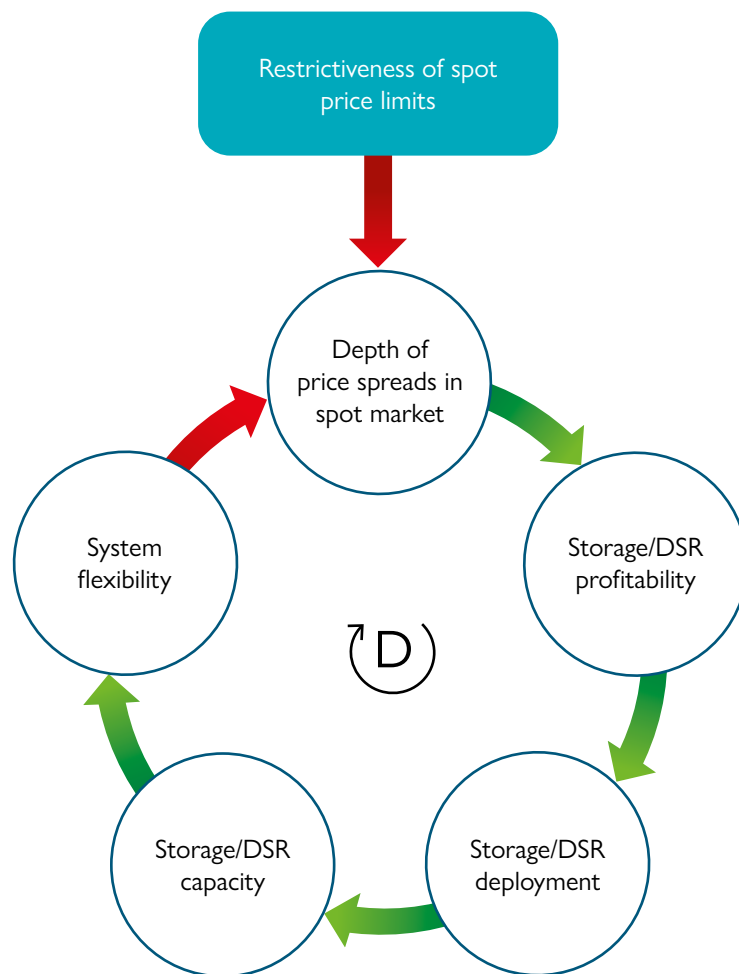 Restrictiveness of spot
price limits
Depth of
price spreads in
spot market
Storage/DSR
profitability
Storage/DSR
deployment
Storage/DSR
capacity
System
flexibility
D